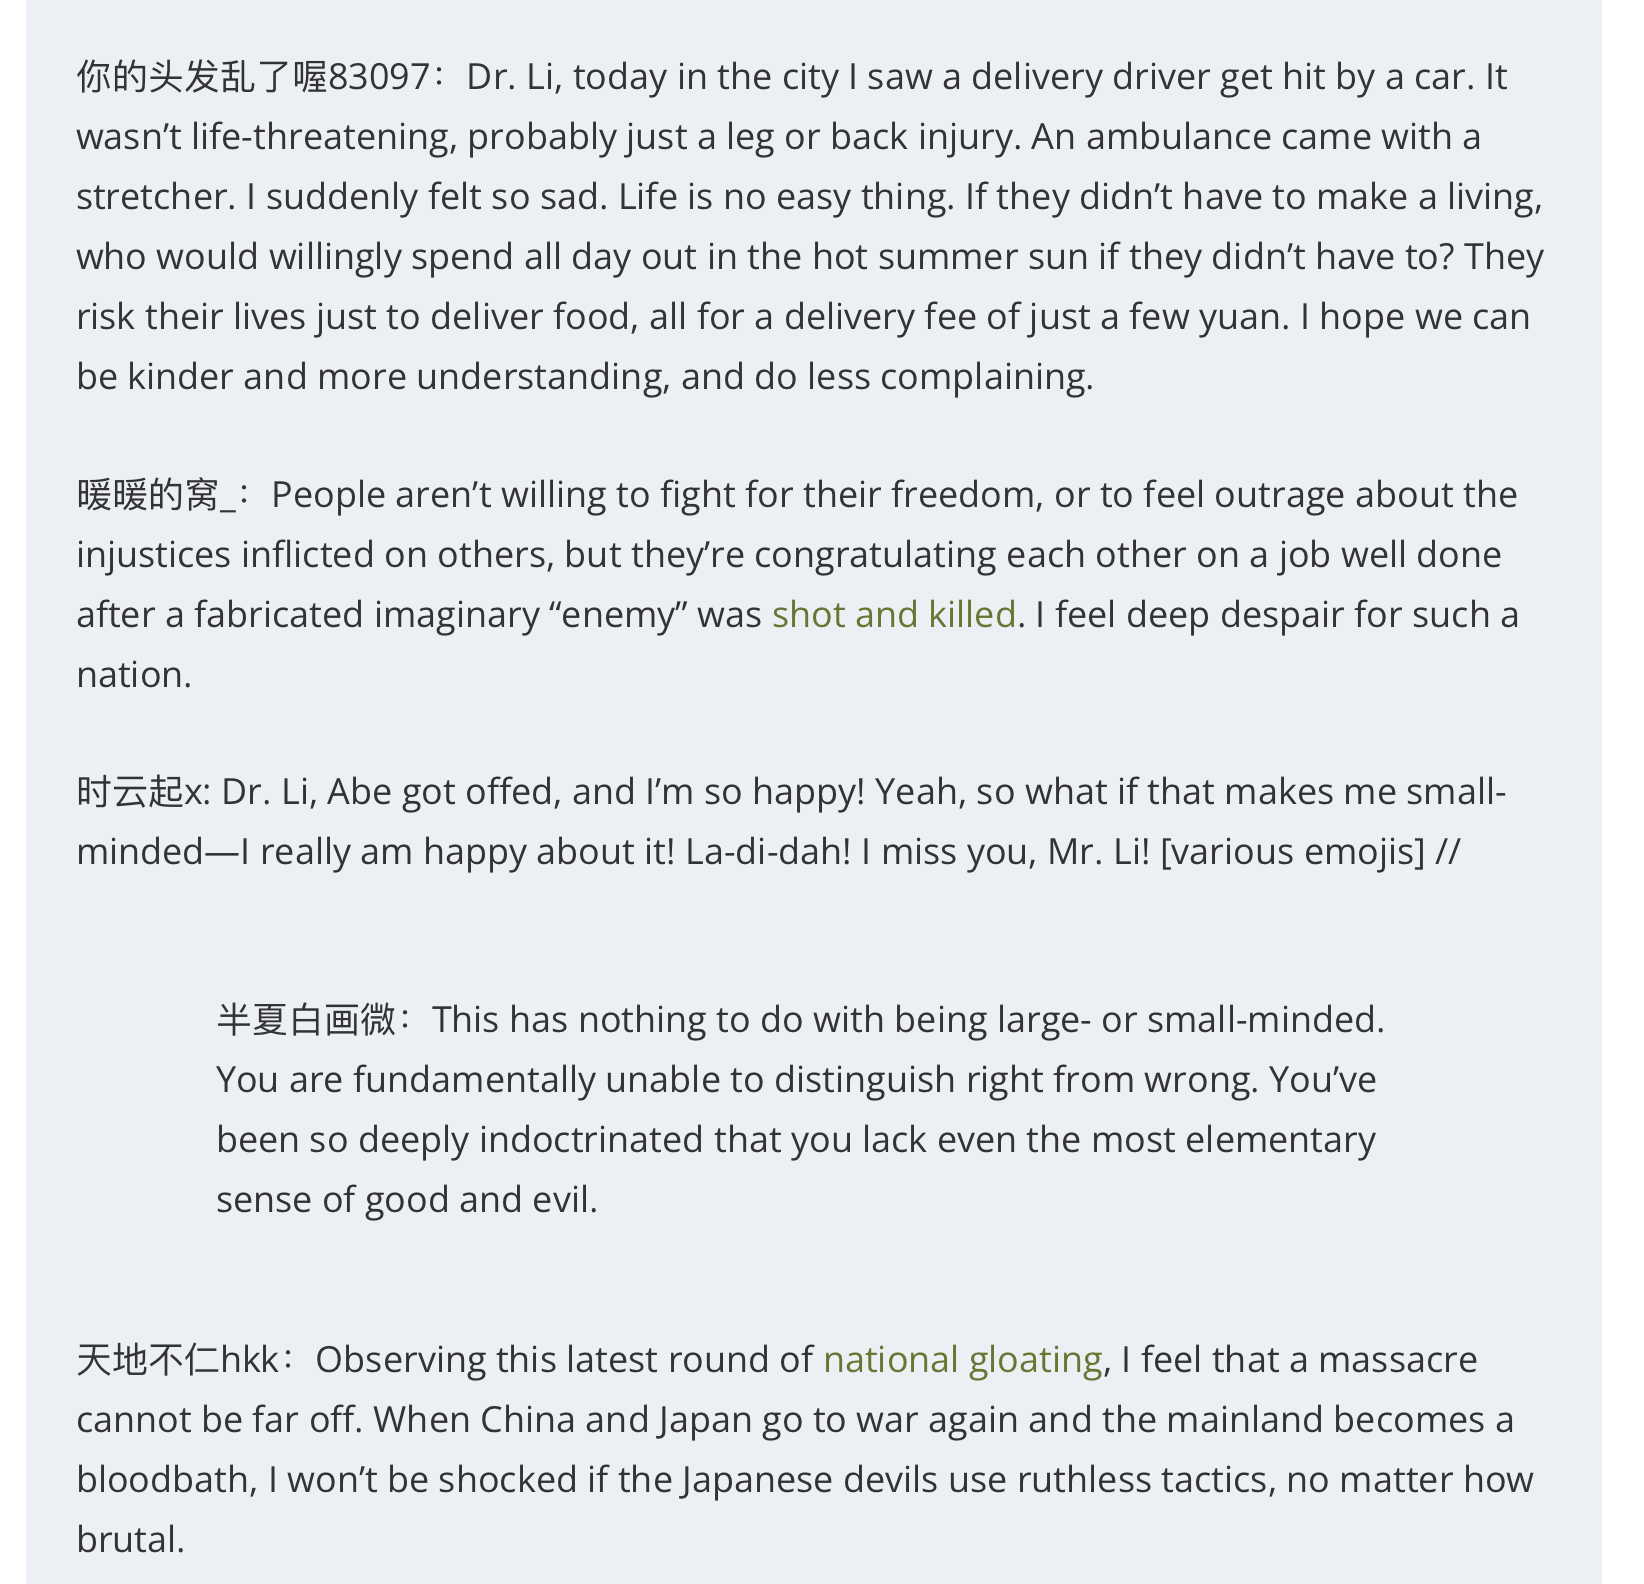 你的头发乱了喔83097：Dr. Li, today in the city I saw a delivery driver get hit by a car. It
wasn’t life-threatening, probably just a leg or back injury. An ambulance came with a
stretcher. I suddenly felt so sad. Life is no easy thing. If they didn’t have to make a living,
who would willingly spend all day out in the hot summer sun if they didn’t have to? They
risk their lives just to deliver food, all for a delivery fee of just a few yuan. I hope we can
be kinder and more understanding, and do less complaining.
暖暖的窝_：People aren’t willing to fight for their freedom, or to feel outrage about the
injustices inflicted on others, but they’re congratulating each other on a job well done
after a fabricated imaginary “enemy” was shot and killed. I feel deep despair for such a
nation.
时云起x: Dr. Li, Abe got offed, and I’m so happy! Yeah, so what if that makes me small-
minded—I really am happy about it! La-di-dah! I miss you, Mr. Li! [various emojis] //
半夏白画微：This has nothing to do with being large- or small-minded.
You are fundamentally unable to distinguish right from wrong. You’ve
been so deeply indoctrinated that you lack even the most elementary
sense of good and evil.
天地不仁hkk：Observing this latest round of national gloating, I feel that a massacre
cannot be far off. When China and Japan go to war again and the mainland becomes a
bloodbath, I won’t be shocked if the Japanese devils use ruthless tactics, no matter how
brutal.